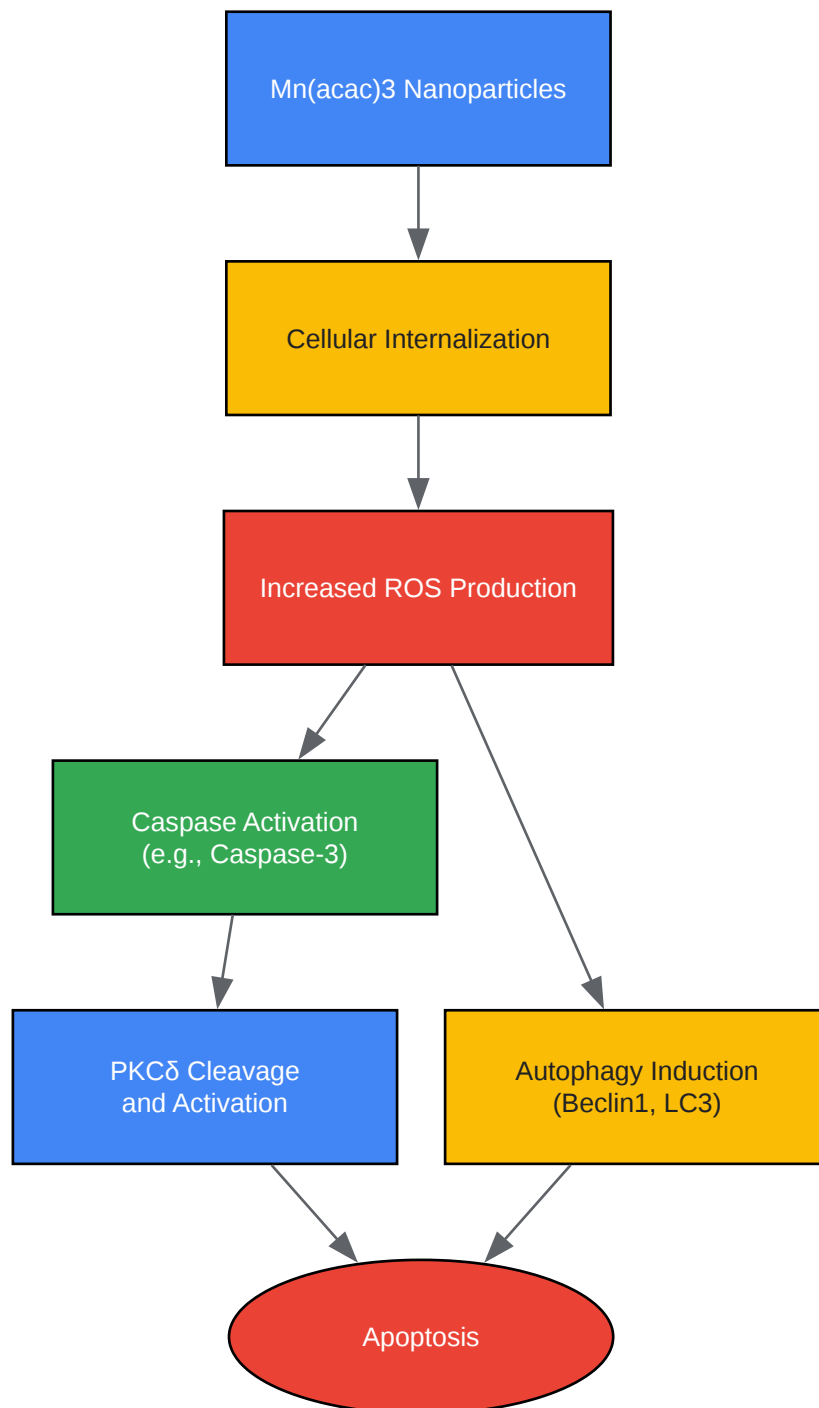 Mn(acac)3 Nanoparticles
Cellular Internalization
Increased ROS Production
Caspase Activation
(e.g., Caspase-3)
PKCδ Cleavage
and Activation
Autophagy Induction
(Beclin1, LC3)
Apoptosis